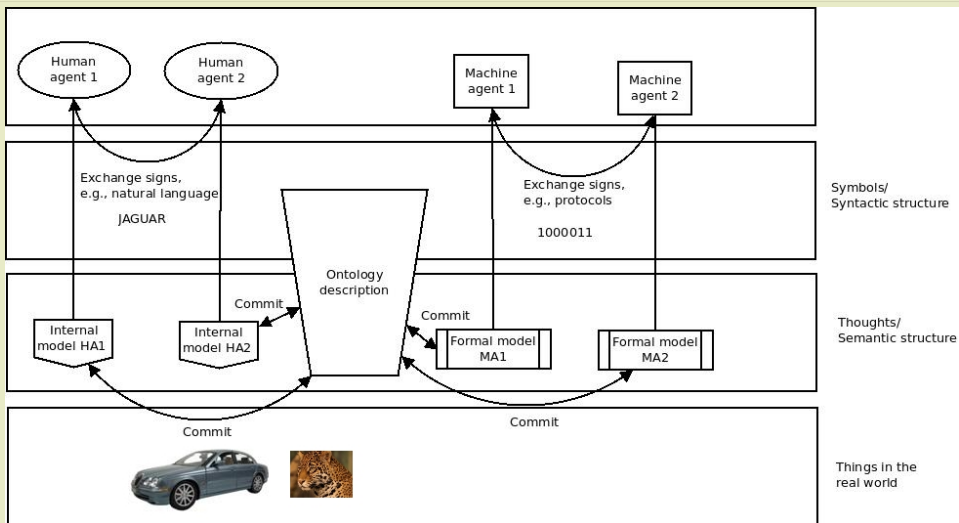 Human
agent 1
Human
agent 2
Machine
agent 1
Machine
agent 2
Exchange signs,
e.g., natural language
JAGUAR
Exchange signs,
e.g., protocols
1000011
Symbols/
Syntactic structure
Ontology
description
Commit
Commit
Internal
model HA1
Internal
model HA2
Formal model
MA1
Formal model
MA2
Thoughts/
Semantic structure
Commit
Commit
Things in the
real world